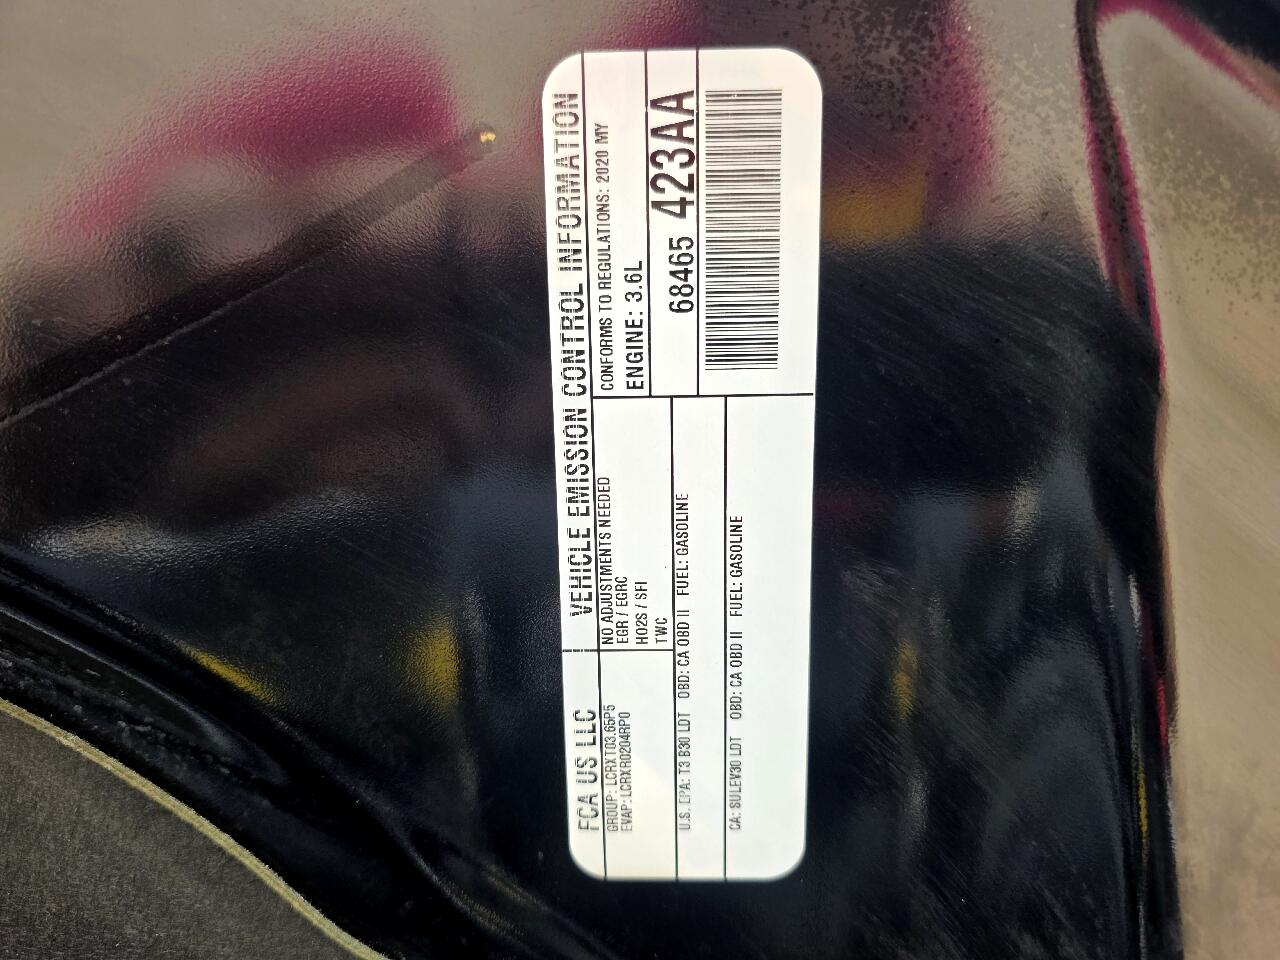 FCA US LLC VEHICLE EMISSION CONTROL INFORMATION
GROUP: LCRXT03.65P5
EVAP: LCRXR0204RP0
NO ADJUSTMENTS NEEDED
EGR / EGRC
HO2S / SFI
TWC
CONFORMS TO REGULATIONS: 2020 MY
ENGINE: 3.6L
68465 423AA
U.S. EPA: T3 B30 LDT OBD: CA OBD II FUEL: GASOLINE
CA: SULEV30 LDT OBD: CA OBD II FUEL: GASOLINE